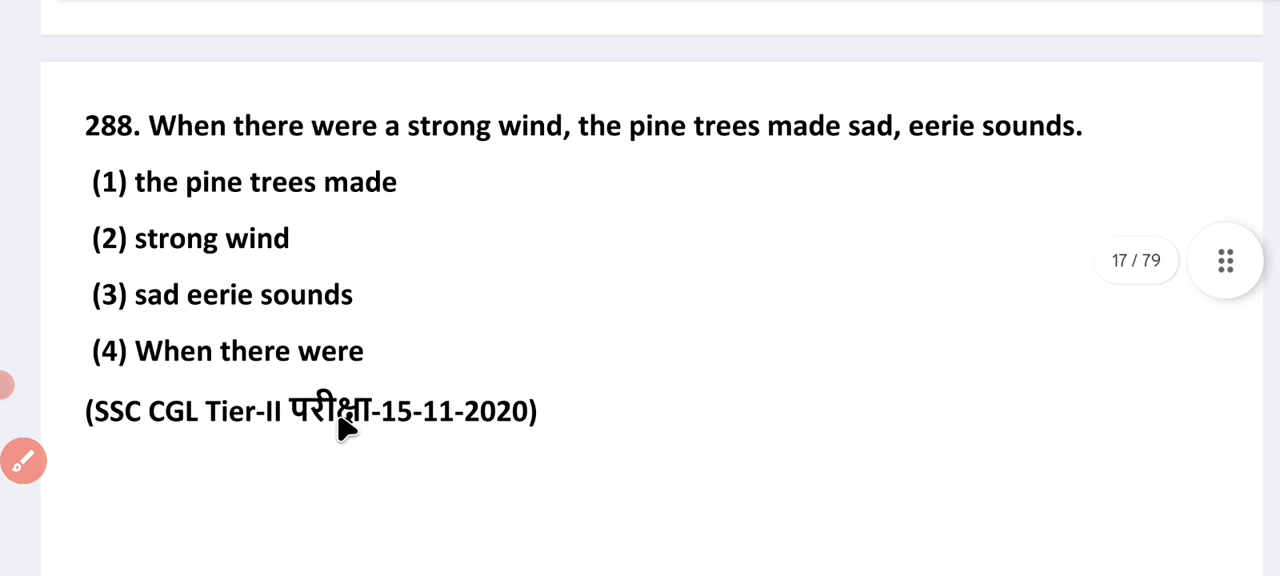 288. When there were a strong wind, the pine trees made sad, eerie sounds.
(1) the pine trees made
(2) strong wind
17 / 79
(3) sad eerie sounds
(4) When there were
(SSC CGL Tier-II परीक्षा-15-11-2020)